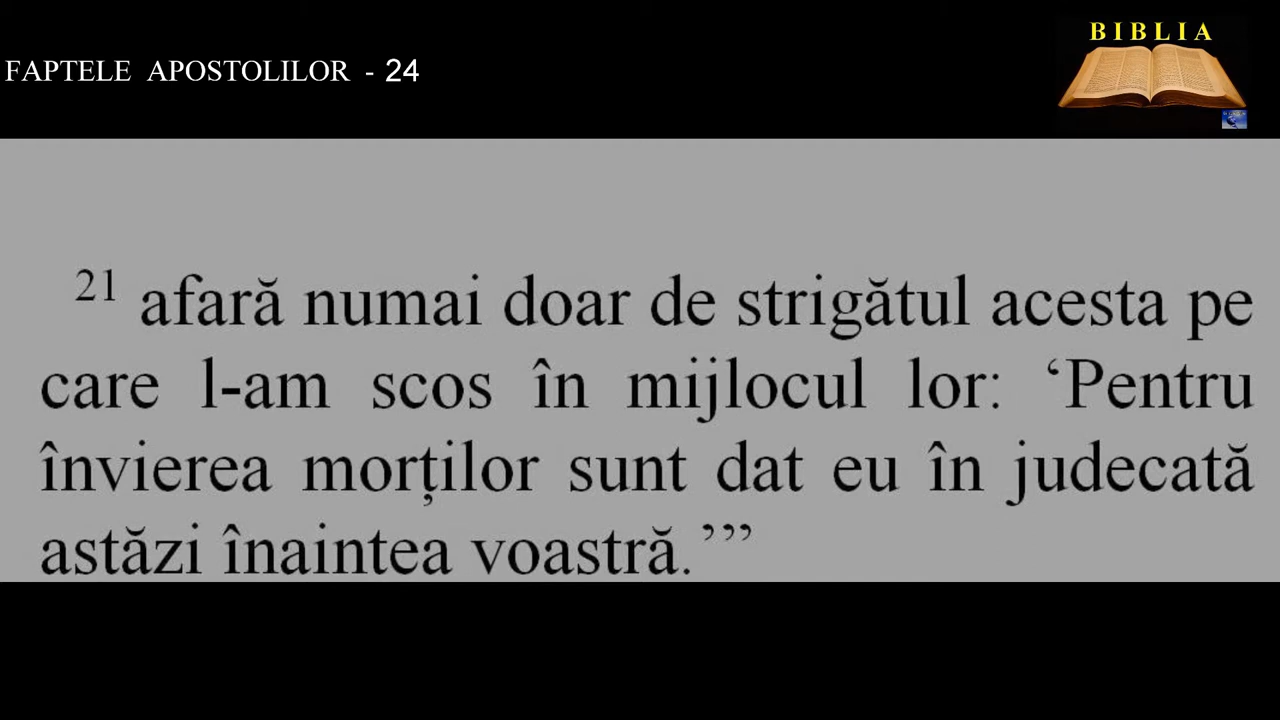 BIBLIA
FAPTELE APOSTOLILOR - 24
21 afară numai doar de strigătul acesta pe
care l-am scos în mijlocul lor: ‘Pentru
învierea morților sunt dat eu în judecată
astăzi înaintea voastră.’”